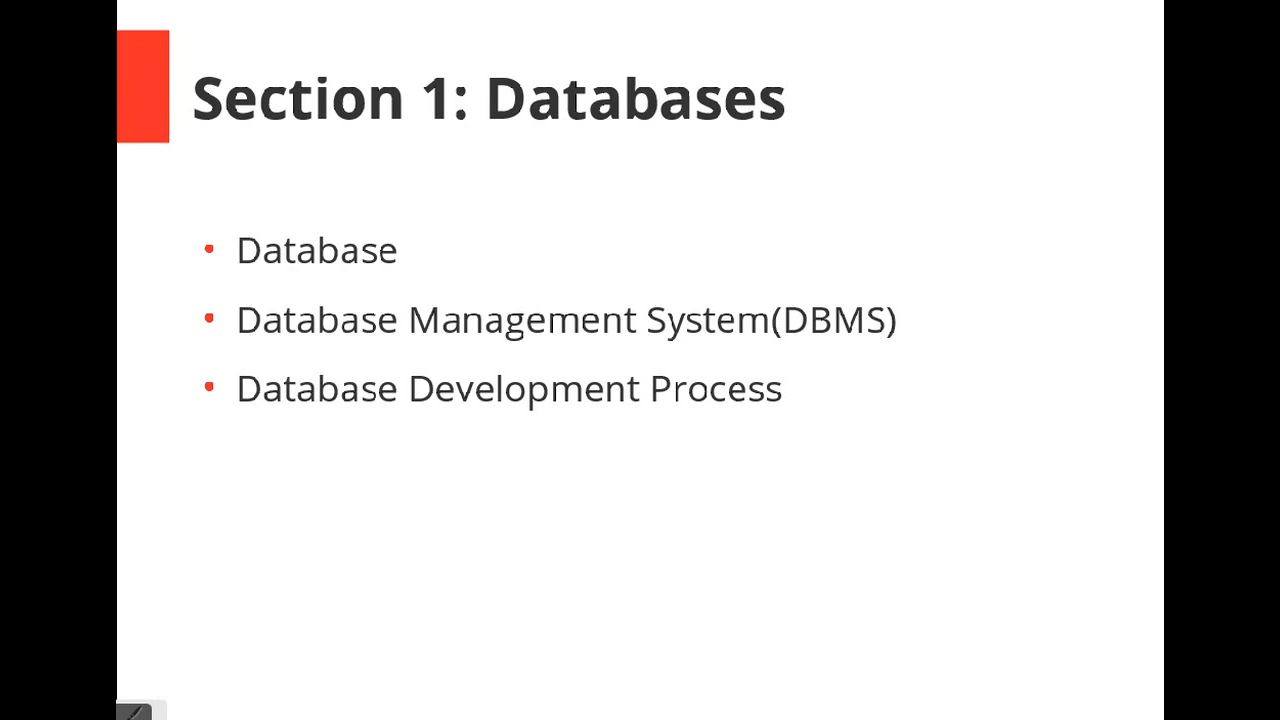 Section 1: Databases
• Database
• Database Management System(DBMS)
• Database Development Process